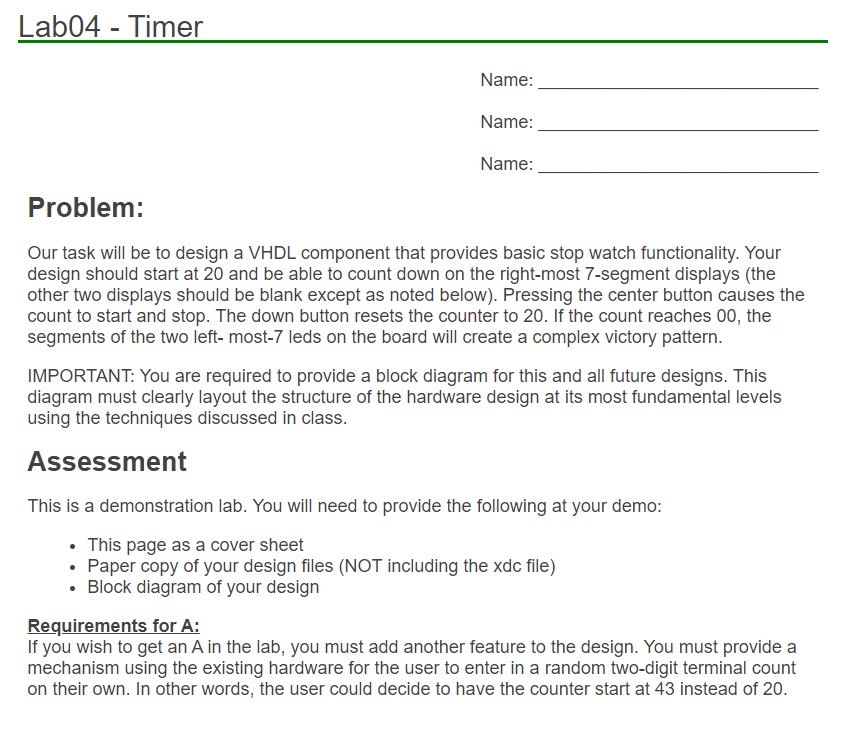 Lab04 - Timer
Name: ____________________________
Name: ____________________________
Name: ____________________________
Problem:
Our task will be to design a VHDL component that provides basic stop watch functionality. Your
design should start at 20 and be able to count down on the right-most 7-segment displays (the
other two displays should be blank except as noted below). Pressing the center button causes the
count to start and stop. The down button resets the counter to 20. If the count reaches 00, the
segments of the two left- most-7 leds on the board will create a complex victory pattern.
IMPORTANT: You are required to provide a block diagram for this and all future designs. This
diagram must clearly layout the structure of the hardware design at its most fundamental levels
using the techniques discussed in class.
Assessment
This is a demonstration lab. You will need to provide the following at your demo:
• This page as a cover sheet
• Paper copy of your design files (NOT including the xdc file)
• Block diagram of your design
Requirements for A:
If you wish to get an A in the lab, you must add another feature to the design. You must provide a
mechanism using the existing hardware for the user to enter in a random two-digit terminal count
on their own. In other words, the user could decide to have the counter start at 43 instead of 20.